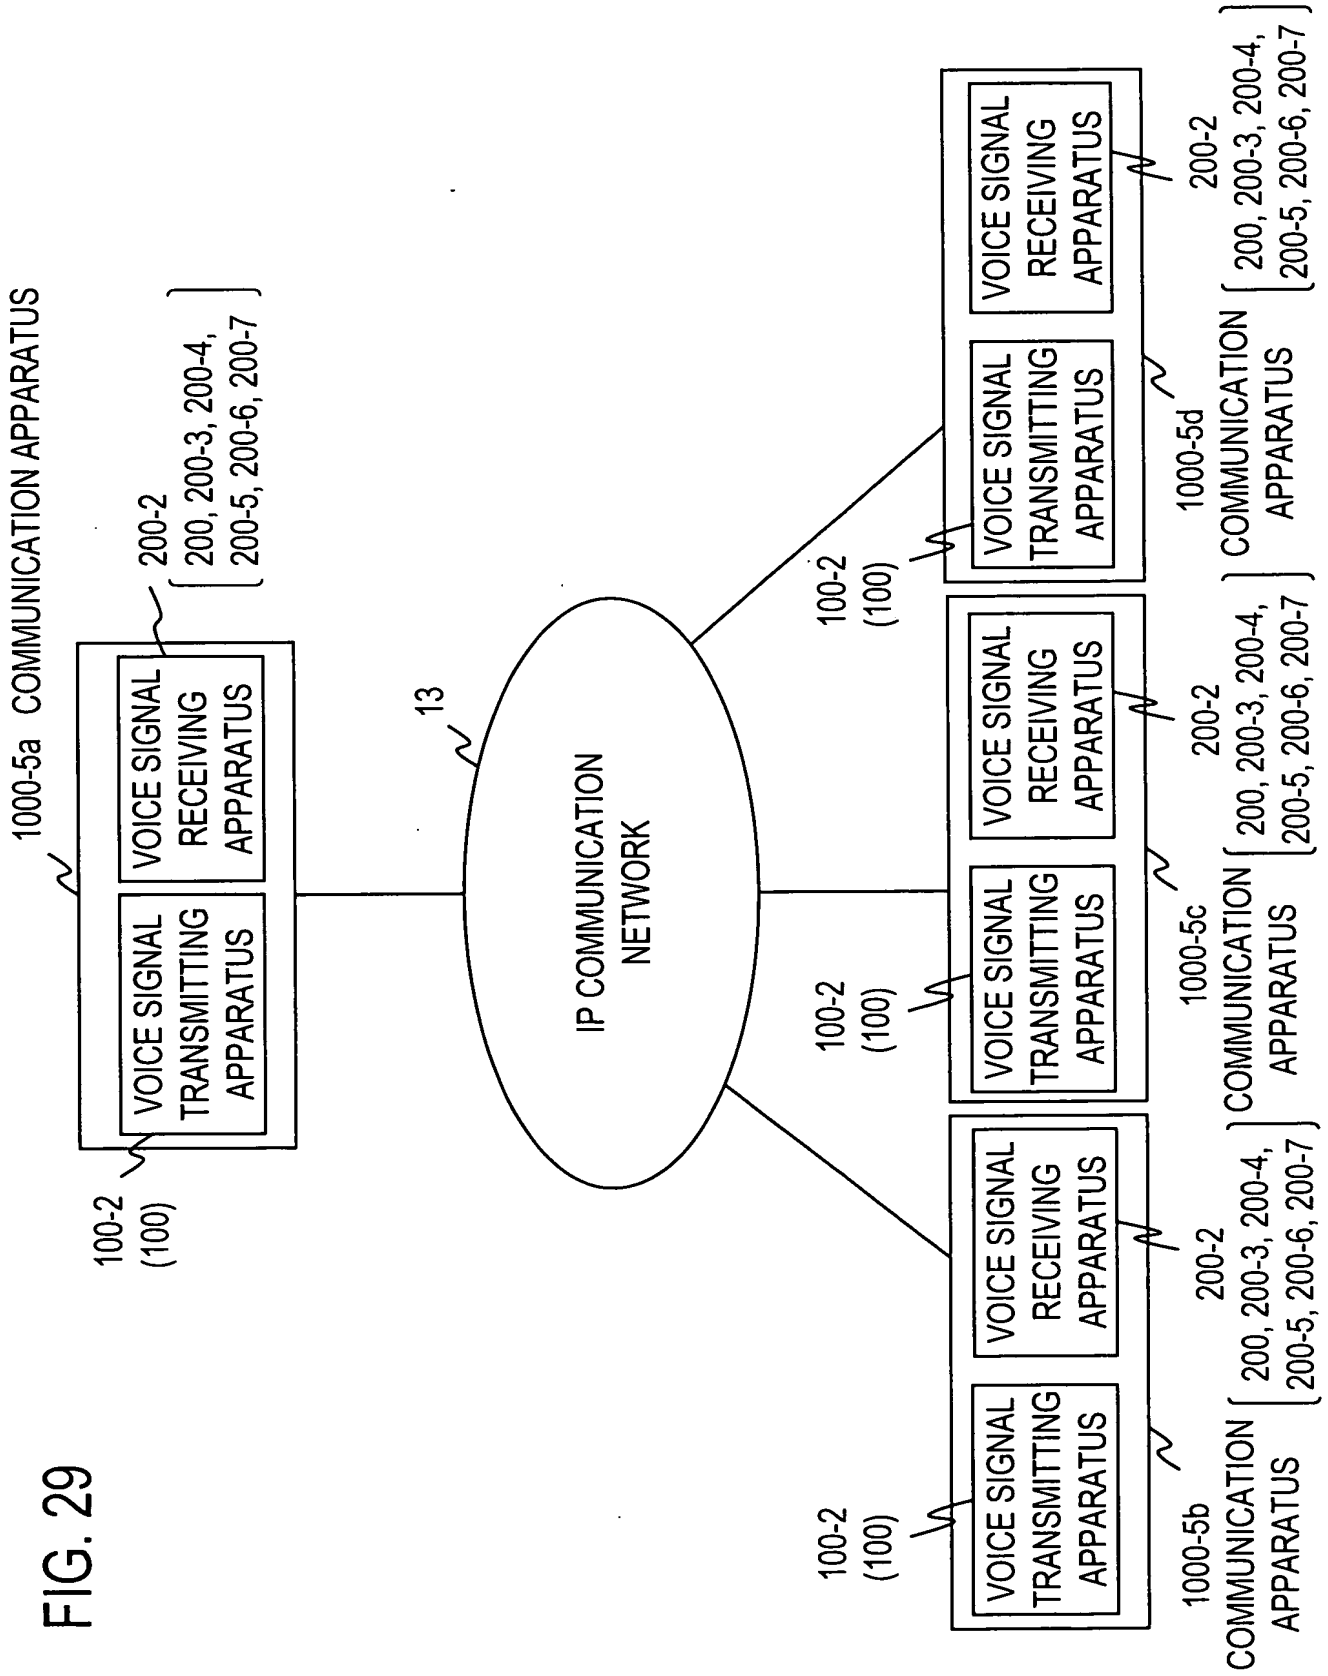 FIG. 29
1000-5a COMMUNICATION APPARATUS
100-2
(100)
VOICE SIGNAL
TRANSMITTING
APPARATUS
VOICE SIGNAL
RECEIVING
APPARATUS
200-2
200, 200-3, 200-4,
200-5, 200-6, 200-7
13
IP COMMUNICATION
NETWORK
100-2
(100)
VOICE SIGNAL
TRANSMITTING
APPARATUS
VOICE SIGNAL
RECEIVING
APPARATUS
1000-5b
COMMUNICATION
APPARATUS
200-2
200, 200-3, 200-4,
200-5, 200-6, 200-7
100-2
(100)
VOICE SIGNAL
TRANSMITTING
APPARATUS
VOICE SIGNAL
RECEIVING
APPARATUS
1000-5c
COMMUNICATION
APPARATUS
200-2
200, 200-3, 200-4,
200-5, 200-6, 200-7
100-2
(100)
VOICE SIGNAL
TRANSMITTING
APPARATUS
VOICE SIGNAL
RECEIVING
APPARATUS
1000-5d
COMMUNICATION
APPARATUS
200-2
200, 200-3, 200-4,
200-5, 200-6, 200-7